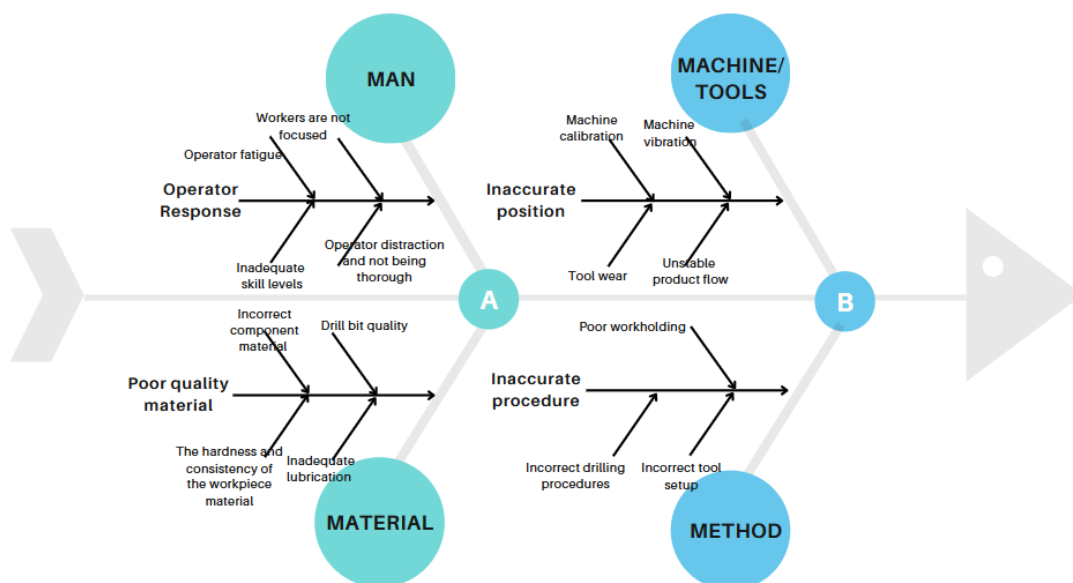 MAN
MACHINE/
TOOLS
Workers are not
focused
Operator fatigue
Operator
Response
Inadequate
skill levels
Operator distraction
and not being
thorough
Machine
calibration
Machine
vibration
Inaccurate
position
Tool wear
Unstable
product flow
A
B
Incorrect
component
material
Drill bit quality
Poor quality
material
The hardness and
consistency of
the workpiece
material
Inadequate
lubrication
Poor workholding
Inaccurate
procedure
Incorrect drilling
procedures
Incorrect tool
setup
MATERIAL
METHOD